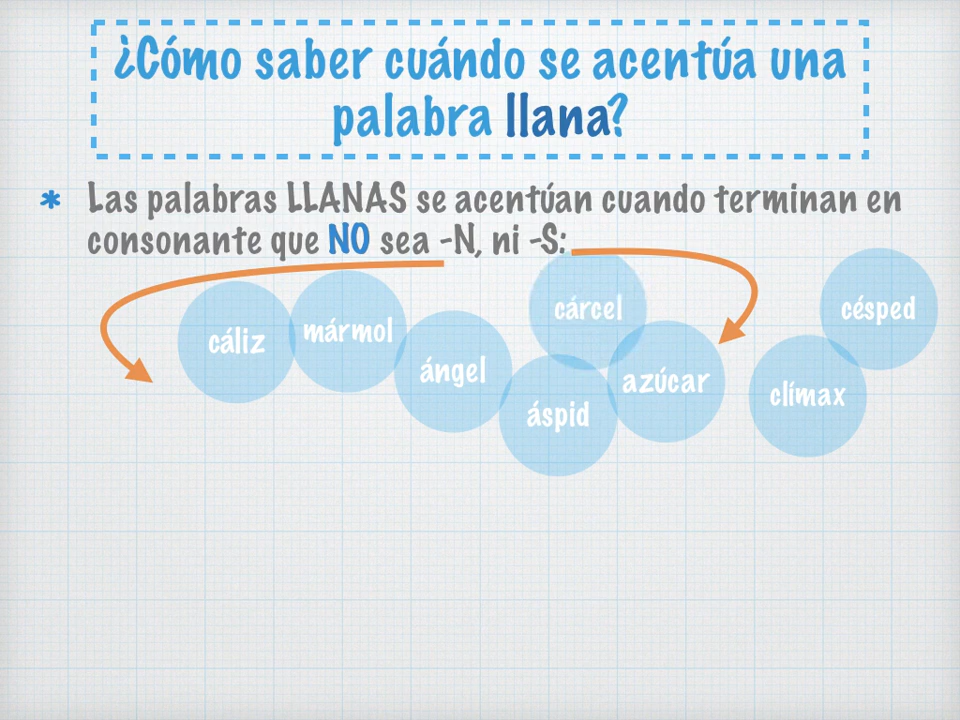 ¿Cómo saber cuándo se acentúa una
palabra llana?
Las palabras LLANAS se acentúan cuando terminan en
consonante que NO sea -N, ni -S:
cáliz
mármol
ángel
cárcel
áspid
azúcar
clímax
césped